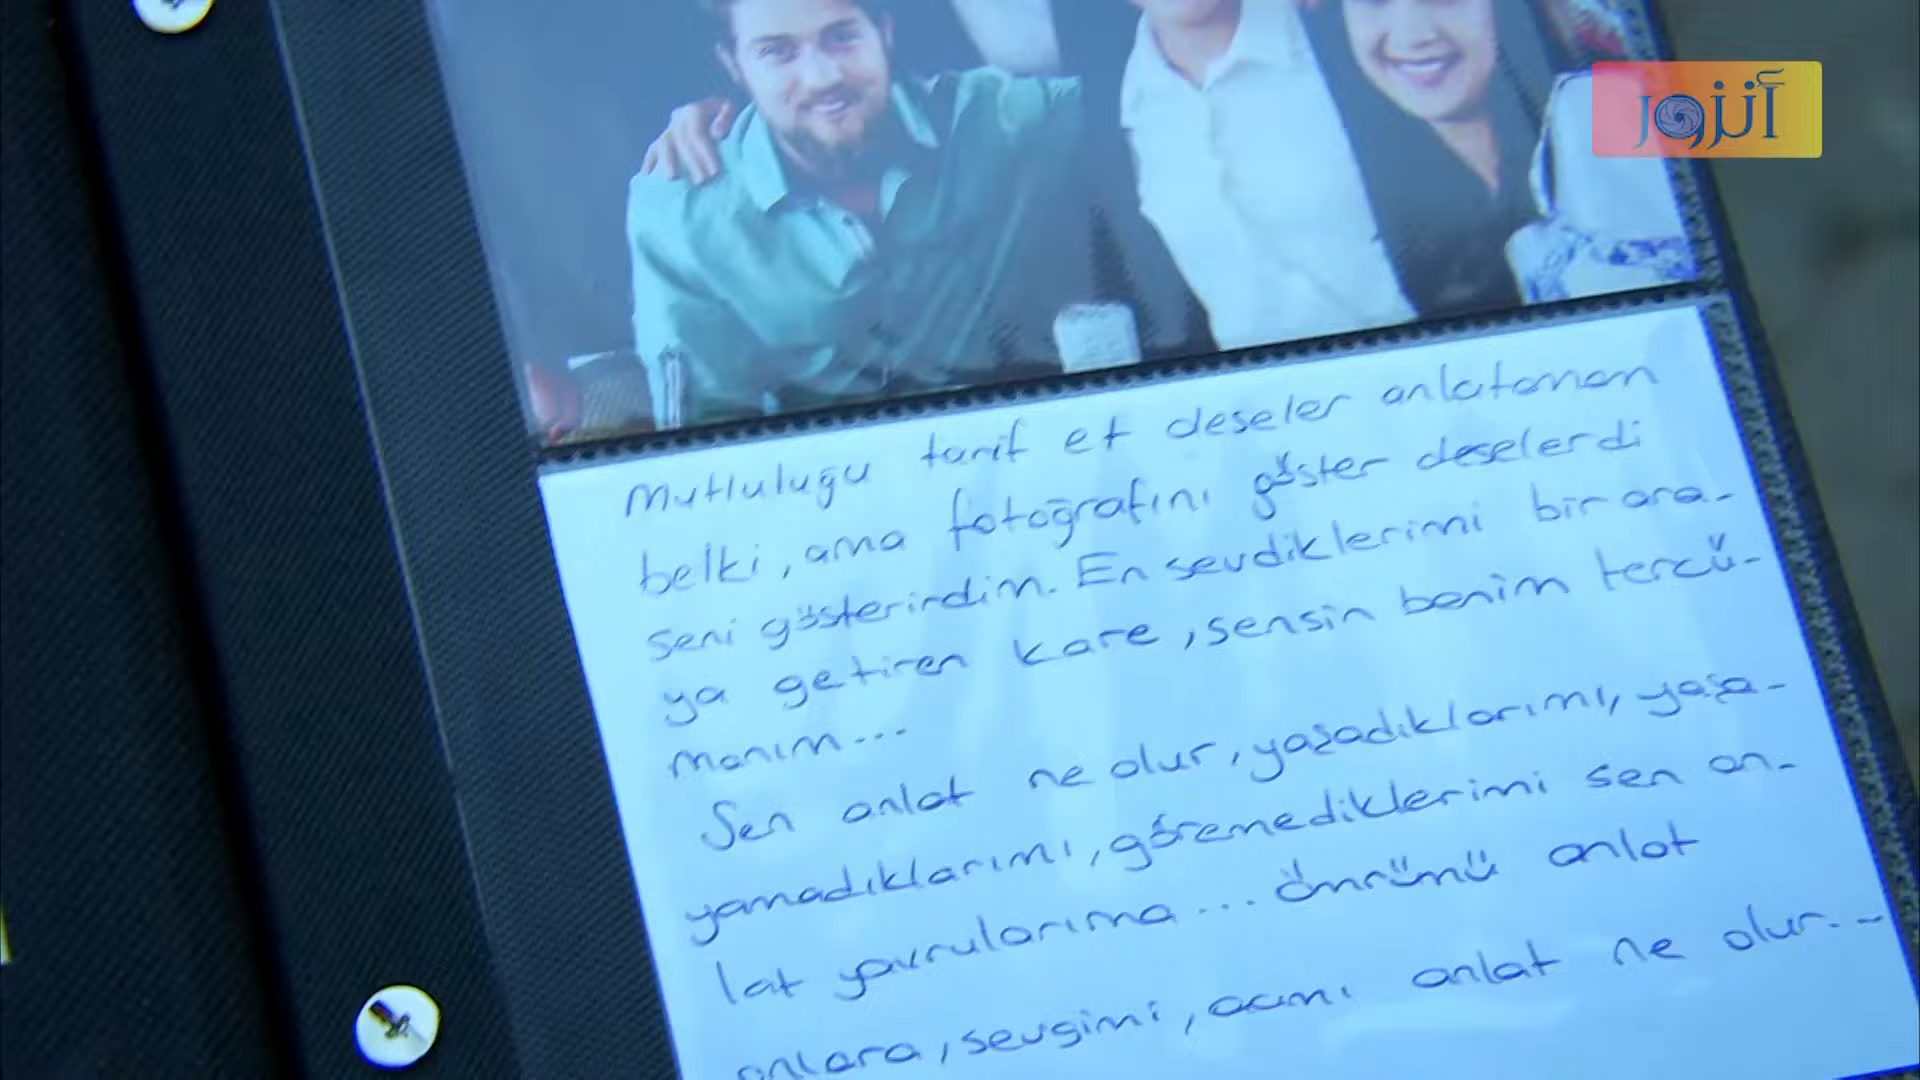 آنژور
Mutluluğu tarif et deseler anlatamam
belki, ama fotoğrafını göster deselerdi
seni gösterirdim. En sevdiklerimi bir ara-
ya getiren kare, sensin benim tercü-
manım...
Sen anlat ne olur, yaşadıklarımı, yaşa-
yamadıklarımı, göremediklerimi sen an-
lat yavrularıma... ömrümü anlat
onlara, sevgimi, acımı anlat ne olur...